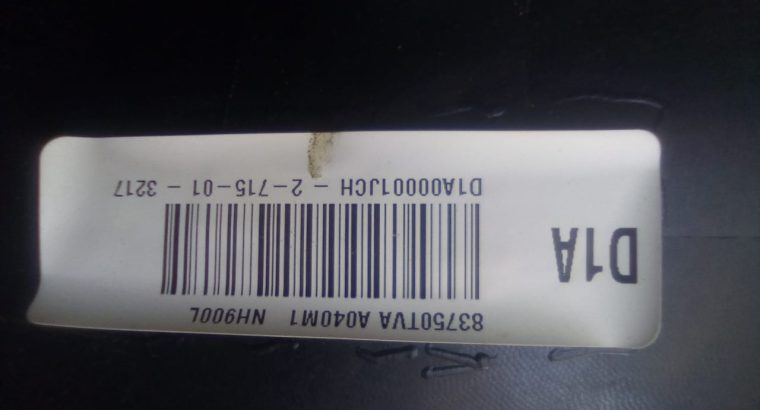 83750TVA A040M1 NH900L
D1A
D1A00001JCH - 2-715-01 - 3217